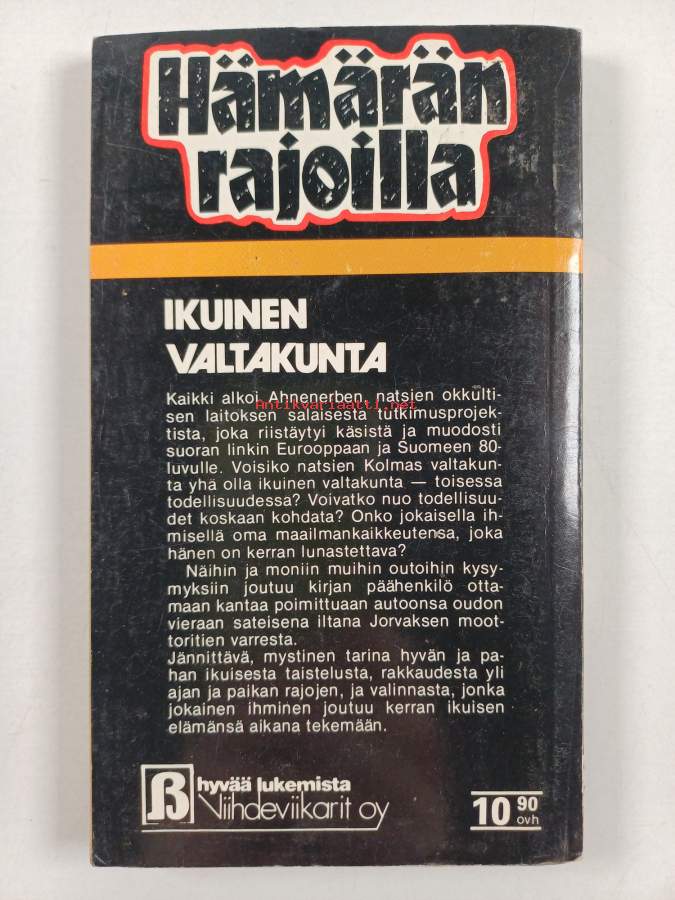 Hämärän
rajoilla
IKUINEN
VALTAKUNTA
Kaikki alkoi Ahnenerben, natsien okkulti-
Antikvariaatti.net
sen laitoksen salaisesta tutkimusprojek-
tista, joka riistäytyi käsistä ja muodosti
suoran linkin Eurooppaan ja Suomeen 80-
luvulle. Voisiko natsien Kolmas valtakun-
ta yhä olla ikuinen valtakunta — toisessa
todellisuudessa? Voivatko nuo todellisuu-
det koskaan kohdata? Onko jokaisella ih-
misellä oma maailmankaikkeutensa, joka
hänen on kerran lunastettava?
Näihin ja moniin muihin outoihin kysy-
myksiin joutuu kirjan päähenkilö otta-
maan kantaa poimittuaan autoonsa oudon
vieraan sateisena iltana Jorvaksen moot-
toritien varresta.
Jännittävä, mystinen tarina hyvän ja pa-
han ikuisesta taistelusta, rakkaudesta yli
ajan ja paikan rajojen, ja valinnasta, jonka
jokainen ihminen joutuu kerran ikuisen
elämänsä aikana tekemään.
hyvää lukemista
Viihdeviikarit oy
10 90
ovh